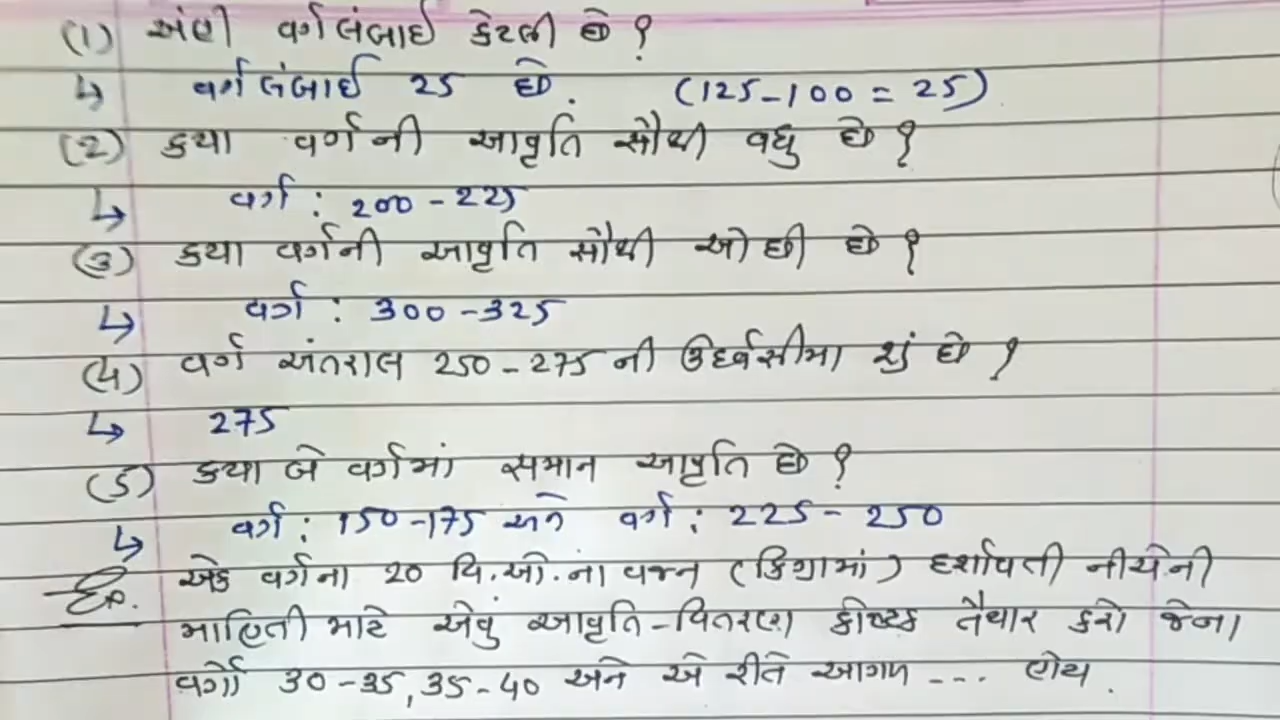 (1) અંહી વર્ગલંબાઈ કેટલી છે ?
↳ વર્ગલંબાઈ 25 છે. (125-100 = 25)
(2) કયા વર્ગની આવૃતિ સૌથી વધુ છે ?
↳ વર્ગ : 200-225
(3) કયા વર્ગની આવૃતિ સૌથી ઓછી છે ?
↳ વર્ગ : 300-325
(4) વર્ગ અંતરાલ 250-275 ની ઉર્ધ્વસીમા શું છે ?
↳ 275
(5) કયા બે વર્ગમાં સમાન આવૃતિ છે ?
↳ વર્ગ : 150-175 અને વર્ગ : 225-250
Ex. એક વર્ગના 20 વિ.ઓ.ના વજન (કિગ્રામાં) દર્શાવતી નીચેની
માહિતી માટે એવું આવૃતિ-વિતરણ કોષ્ટક તૈયાર કરો જેના
વર્ગો 30-35, 35-40 અને એ રીતે આગળ --- હોય.